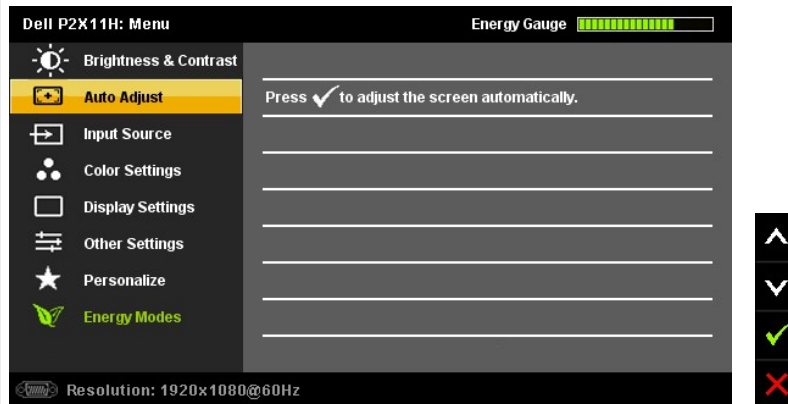 Dell P2X11H: Menu Energy Gauge
Brightness & Contrast
Auto Adjust Press to adjust the screen automatically.
Input Source
Color Settings
Display Settings
Other Settings
Personalize
Energy Modes
Resolution: 1920x1080@60Hz